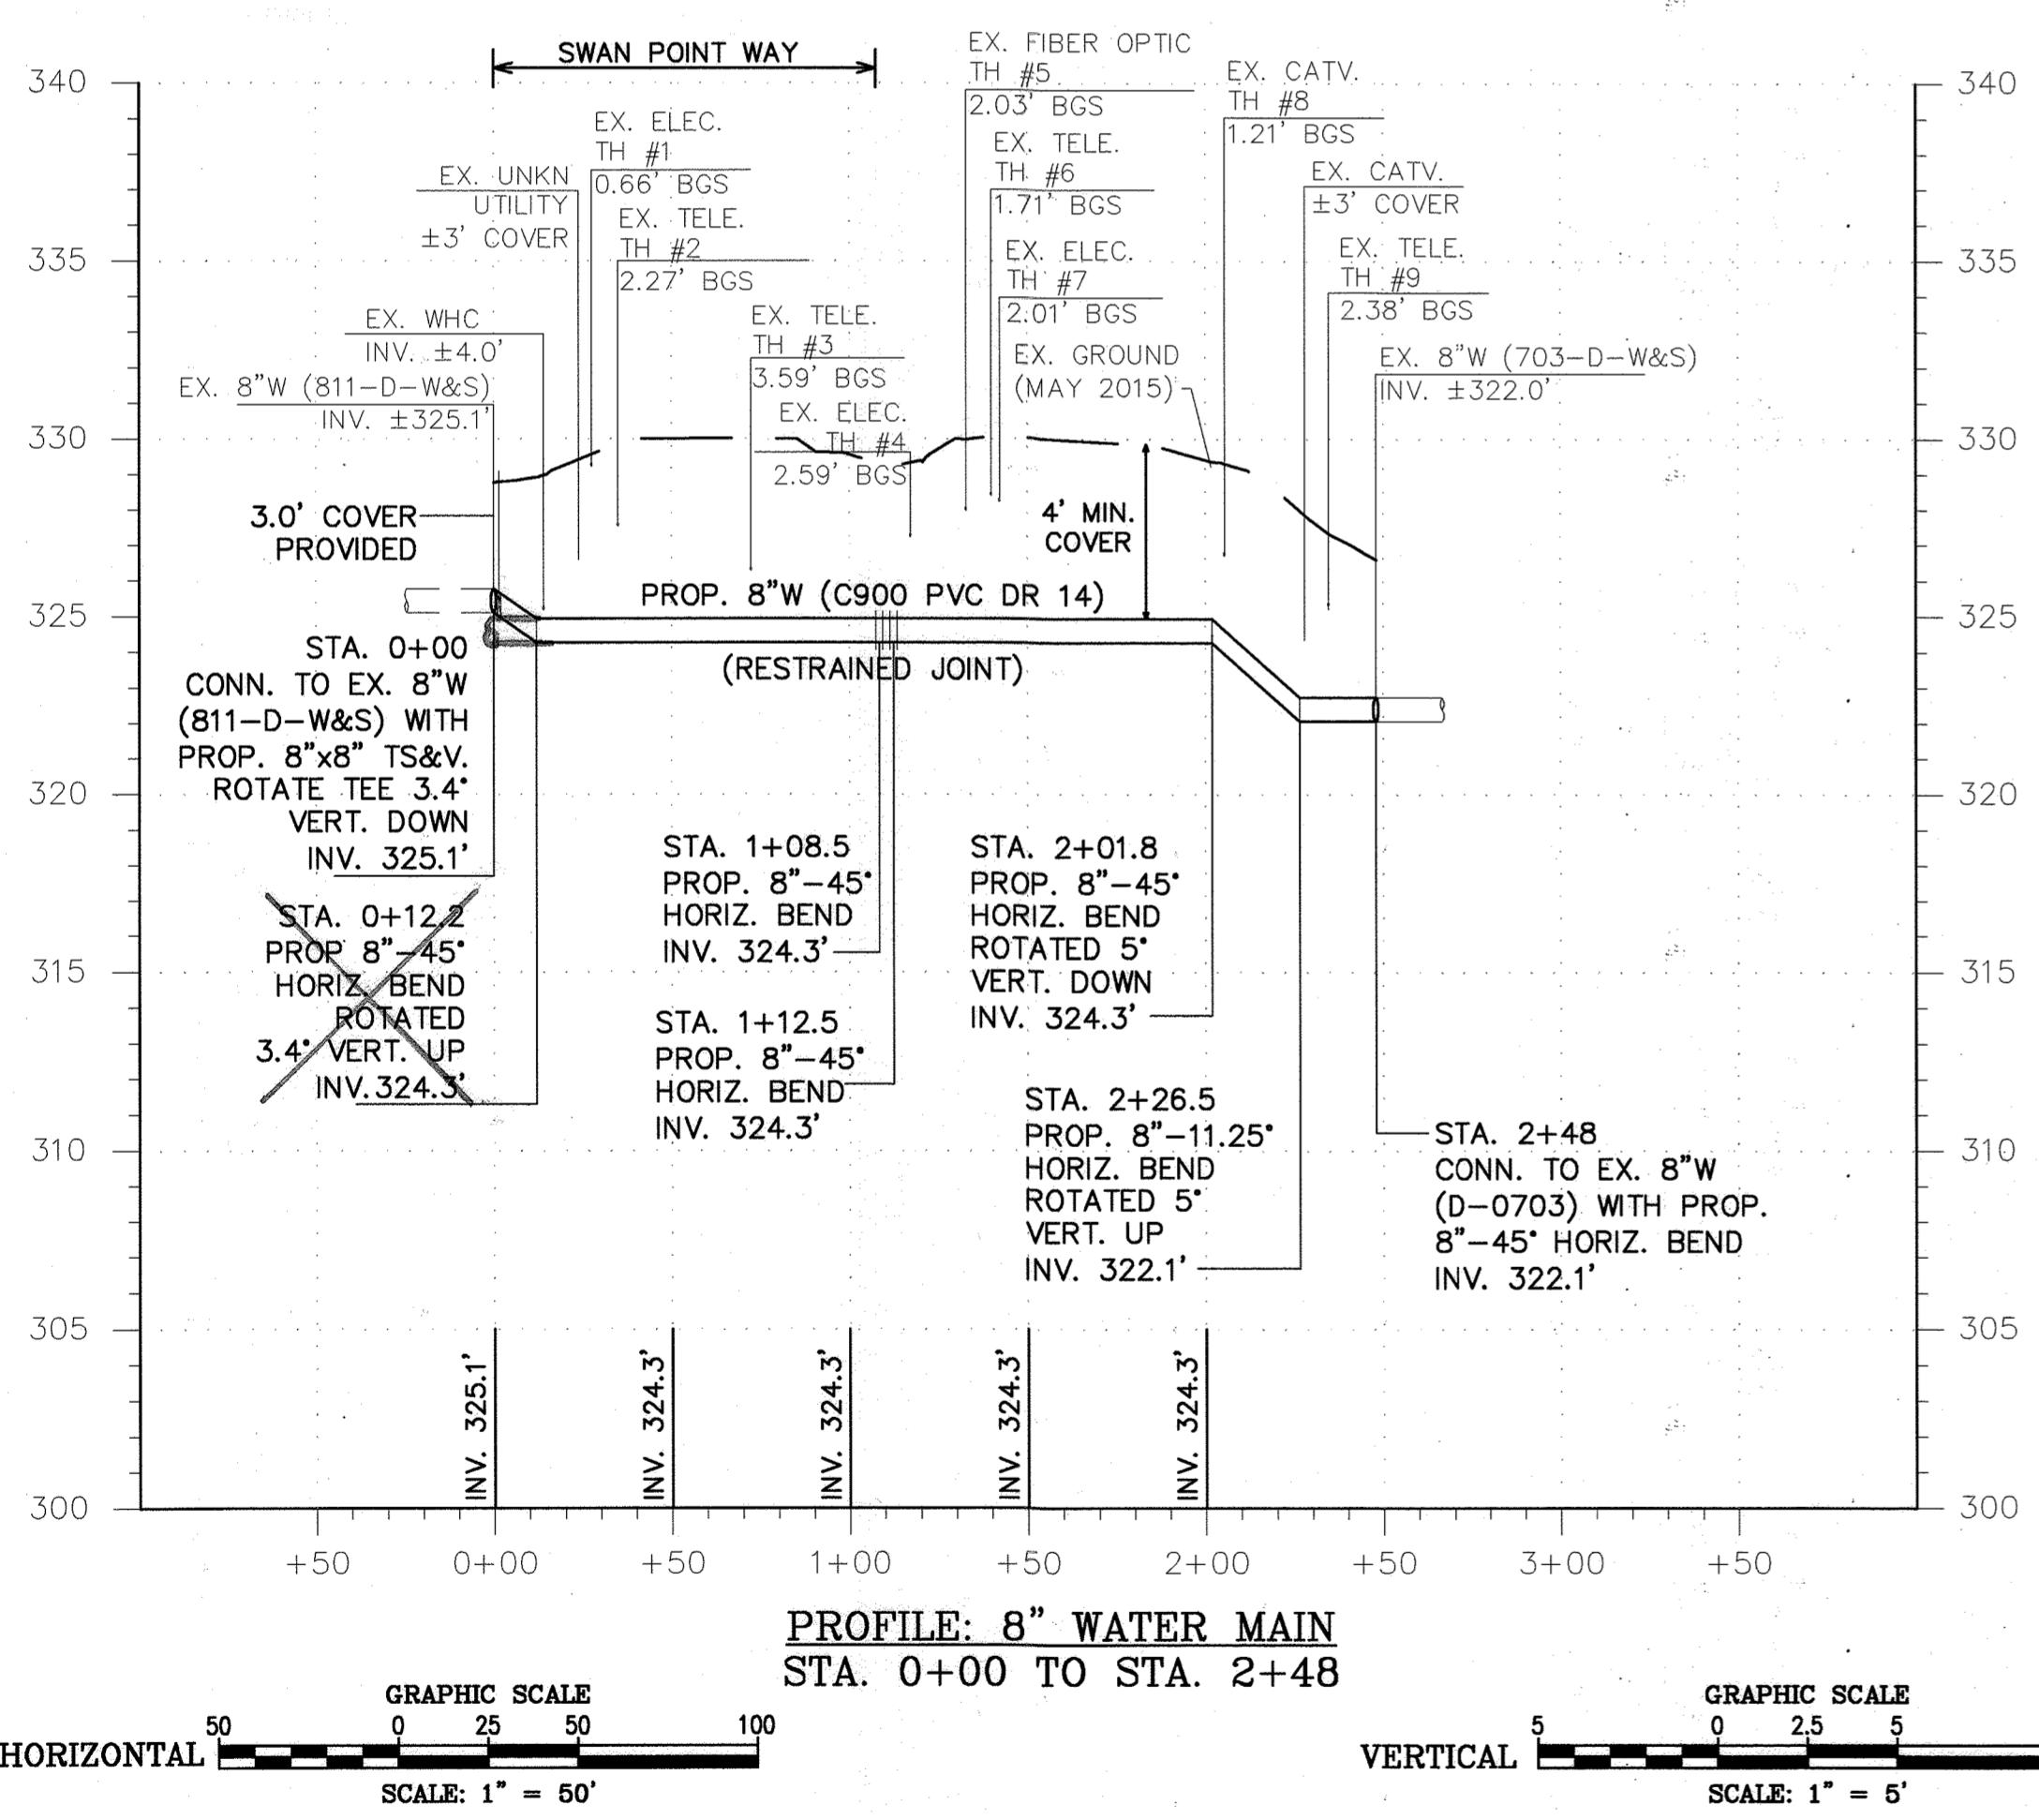 SWAN POINT WAY
EX. FIBER OPTIC
TH #5
2.03' BGS
EX. CATV.
TH #8
1.21' BGS
EX. ELEC.
TH #1
0.66' BGS
EX. TELE.
TH #6
1.71' BGS
EX. UNKN
UTILITY
±3' COVER
EX. CATV.
±3' COVER
EX. TELE.
TH #2
2.27' BGS
EX. ELEC.
TH #7
2.01' BGS
EX. TELE.
TH #9
2.38' BGS
EX. WHC
INV. ±4.0'
EX. TELE.
TH #3
3.59' BGS
EX. GROUND
(MAY 2015)
EX. 8"W (703-D-W&S)
INV. ±322.0'
EX. 8"W (811-D-W&S)
INV. ±325.1'
EX. ELEC.
TH #4
2.59' BGS
3.0' COVER
PROVIDED
4' MIN.
COVER
PROP. 8"W (C900 PVC DR 14)
(RESTRAINED JOINT)
STA. 0+00
CONN. TO EX. 8"W
(811-D-W&S) WITH
PROP. 8"x8" TS&V.
ROTATE TEE 3.4°
VERT. DOWN
INV. 325.1'
STA. 0+12.2
PROP 8"-45°
HORIZ. BEND
ROTATED
3.4° VERT. UP
INV.324.3'
STA. 1+08.5
PROP. 8"-45°
HORIZ. BEND
INV. 324.3'
STA. 1+12.5
PROP. 8"-45°
HORIZ. BEND
INV. 324.3'
STA. 2+01.8
PROP. 8"-45°
HORIZ. BEND
ROTATED 5°
VERT. DOWN
INV. 324.3'
STA. 2+26.5
PROP. 8"-11.25°
HORIZ. BEND
ROTATED 5°
VERT. UP
INV. 322.1'
STA. 2+48
CONN. TO EX. 8"W
(D-0703) WITH PROP.
8"-45° HORIZ. BEND
INV. 322.1'
340 340
335 335
330 330
325 325
320 320
315 315
310 310
305 305
300 300
INV. 325.1'
INV. 324.3'
INV. 324.3'
INV. 324.3'
INV. 324.3'
+50 0+00 +50 1+00 +50 2+00 +50 3+00 +50
PROFILE: 8" WATER MAIN
STA. 0+00 TO STA. 2+48
GRAPHIC SCALE
50 0 25 50 100
HORIZONTAL
SCALE: 1" = 50'
GRAPHIC SCALE
5 0 2.5 5
VERTICAL
SCALE: 1" = 5'